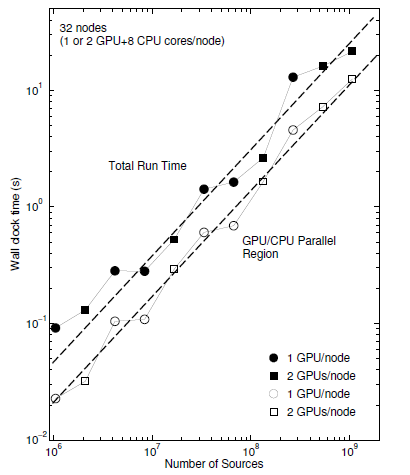 32 nodes
(1 or 2 GPU+8 CPU cores/node)
10^1
Total Run Time
Wall clock time (s)
10^0
GPU/CPU Parallel
Region
10^-1
1 GPU/node
2 GPUs/node
1 GPU/node
2 GPUs/node
10^-2
10^6
10^7
10^8
10^9
Number of Sources